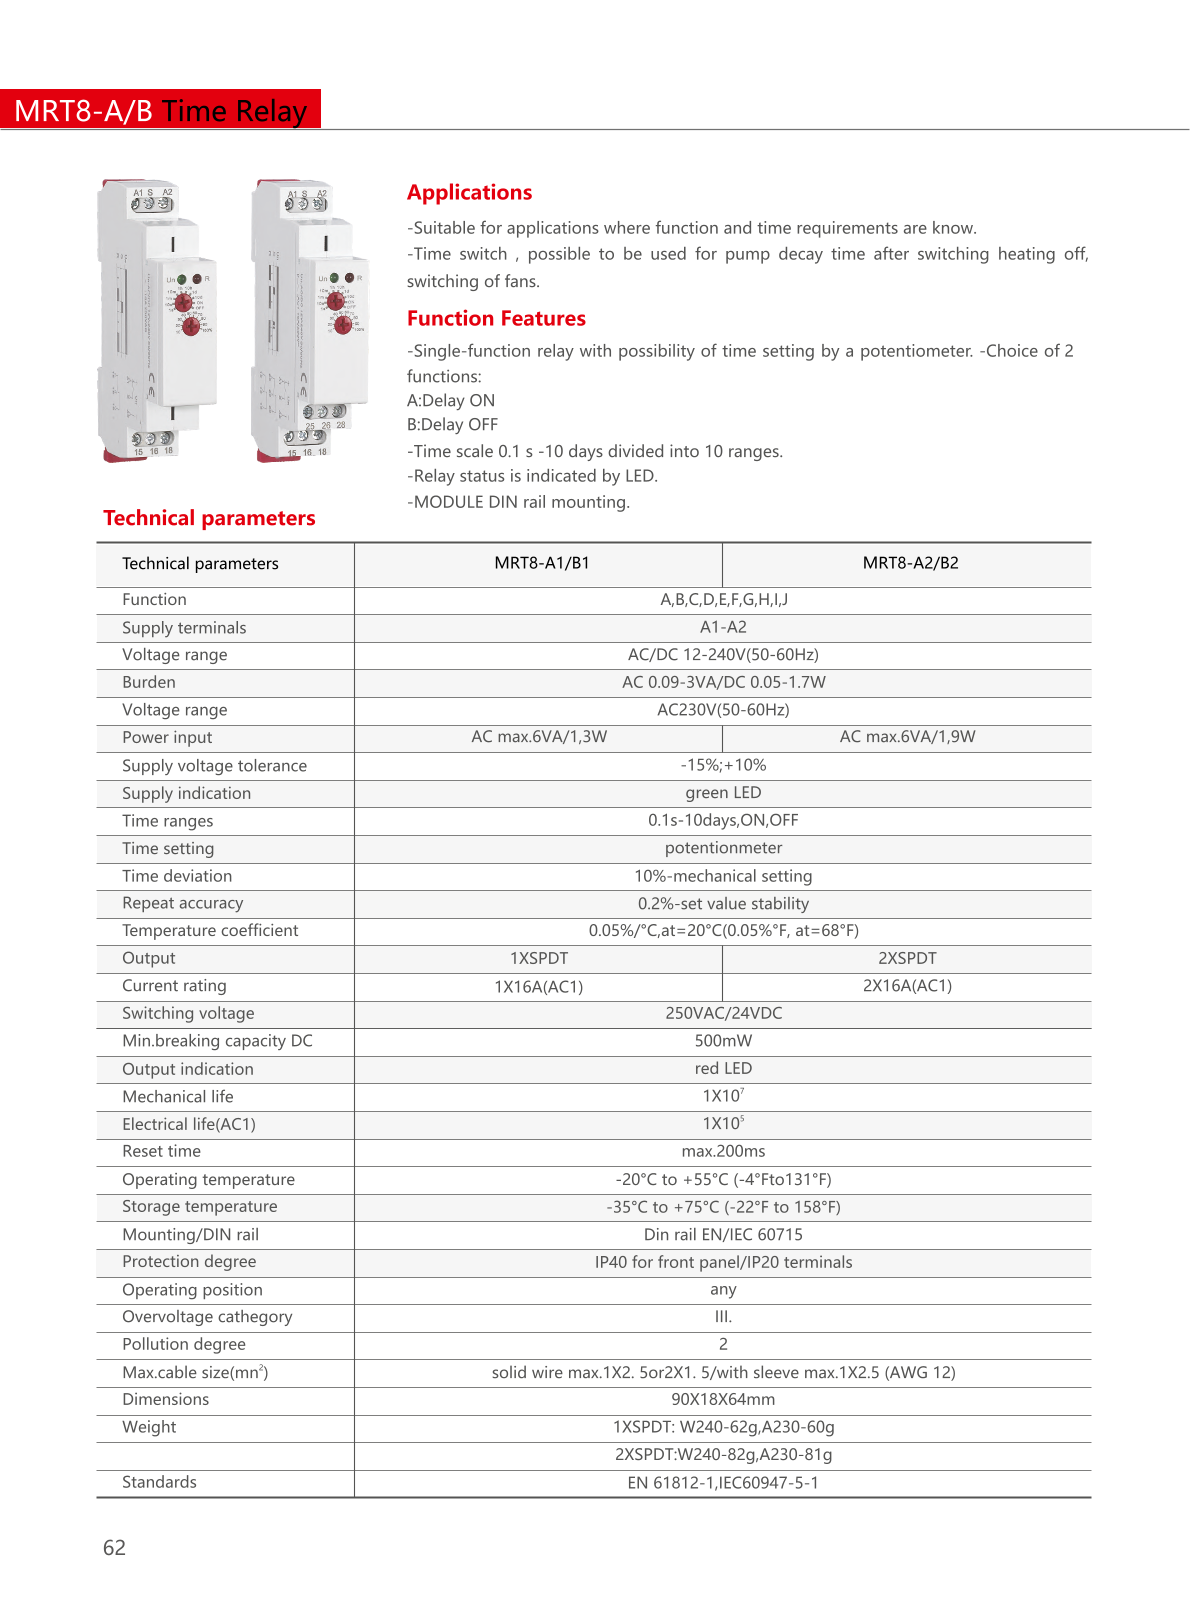 MRT8-A/B Time Relay
A1 S A2
Un R
15 16 18
A1 S A2
Un R
25 26 28
15 16 18
Applications
-Suitable for applications where function and time requirements are know.
-Time switch , possible to be used for pump decay time after switching heating off,
switching of fans.
Function Features
-Single-function relay with possibility of time setting by a potentiometer. -Choice of 2
functions:
A:Delay ON
B:Delay OFF
-Time scale 0.1 s -10 days divided into 10 ranges.
-Relay status is indicated by LED.
-MODULE DIN rail mounting.
Technical parameters
Technical parameters MRT8-A1/B1 MRT8-A2/B2
Function A,B,C,D,E,F,G,H,I,J
Supply terminals A1-A2
Voltage range AC/DC 12-240V(50-60Hz)
Burden AC 0.09-3VA/DC 0.05-1.7W
Voltage range AC230V(50-60Hz)
Power input AC max.6VA/1,3W AC max.6VA/1,9W
Supply voltage tolerance -15%;+10%
Supply indication green LED
Time ranges 0.1s-10days,ON,OFF
Time setting potentionmeter
Time deviation 10%-mechanical setting
Repeat accuracy 0.2%-set value stability
Temperature coefficient 0.05%/°C,at=20°C(0.05%°F, at=68°F)
Output 1XSPDT 2XSPDT
Current rating 1X16A(AC1) 2X16A(AC1)
Switching voltage 250VAC/24VDC
Min.breaking capacity DC 500mW
Output indication red LED
Mechanical life 1X10⁷
Electrical life(AC1) 1X10⁵
Reset time max.200ms
Operating temperature -20°C to +55°C (-4°Fto131°F)
Storage temperature -35°C to +75°C (-22°F to 158°F)
Mounting/DIN rail Din rail EN/IEC 60715
Protection degree IP40 for front panel/IP20 terminals
Operating position any
Overvoltage cathegory III.
Pollution degree 2
Max.cable size(mn²) solid wire max.1X2. 5or2X1. 5/with sleeve max.1X2.5 (AWG 12)
Dimensions 90X18X64mm
Weight 1XSPDT: W240-62g,A230-60g
2XSPDT:W240-82g,A230-81g
Standards EN 61812-1,IEC60947-5-1
62